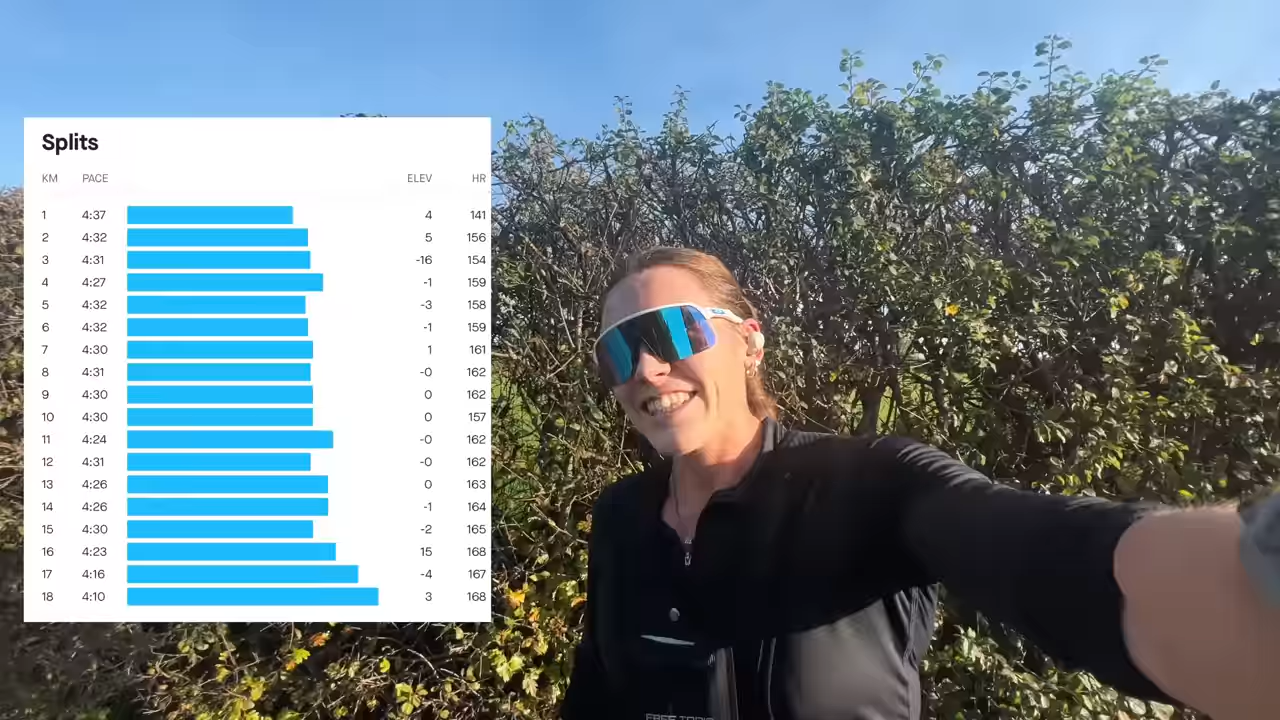 Splits
KM PACE ELEV HR
1 4:37 4 141
2 4:32 5 156
3 4:31 -16 154
4 4:27 -1 159
5 4:32 -3 158
6 4:32 -1 159
7 4:30 1 161
8 4:31 -0 162
9 4:30 0 162
10 4:30 0 157
11 4:24 -0 162
12 4:31 -0 162
13 4:26 0 163
14 4:26 -1 164
15 4:30 -2 165
16 4:23 15 168
17 4:16 -4 167
18 4:10 3 168